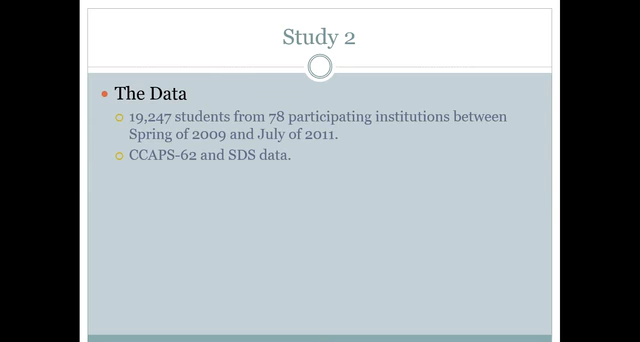 Study 2
The Data
19,247 students from 78 participating institutions between
Spring of 2009 and July of 2011.
CCAPS-62 and SDS data.